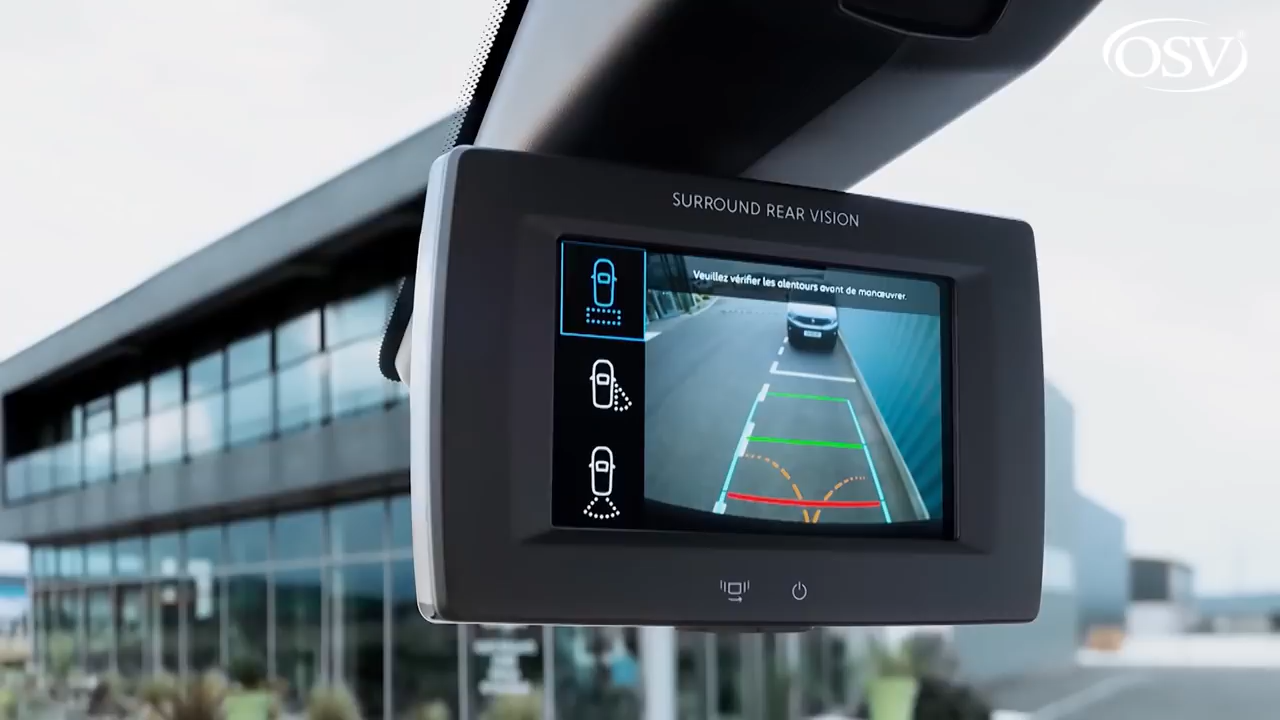 OSV
SURROUND REAR VISION
Veuillez vérifier les alentours avant de manœuvrer.